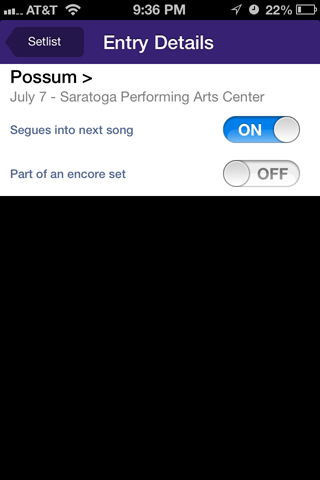 AT&T 9:36 PM 22%
Setlist Entry Details
Possum >
July 7 - Saratoga Performing Arts Center
Segues into next song ON
Part of an encore set OFF